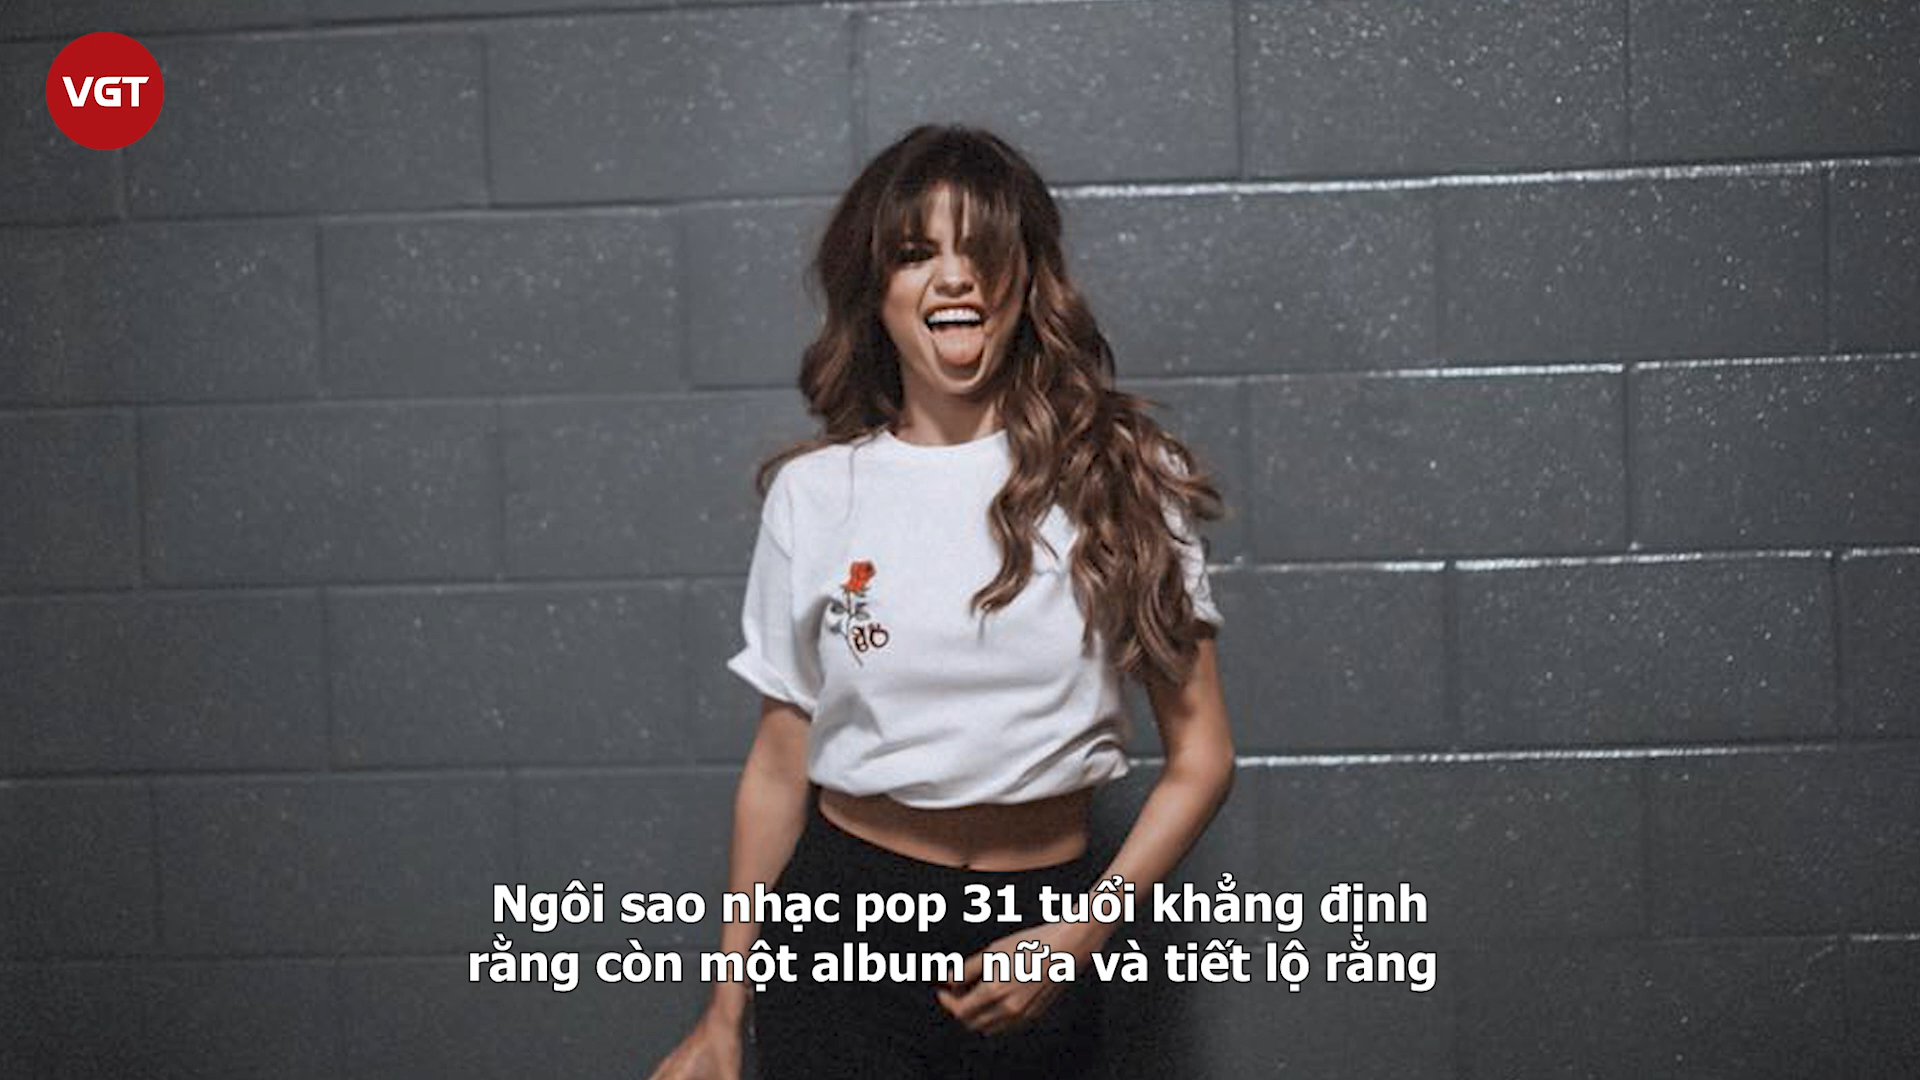 VGT
Ngôi sao nhạc pop 31 tuổi khẳng định
rằng còn một album nữa và tiết lộ rằng